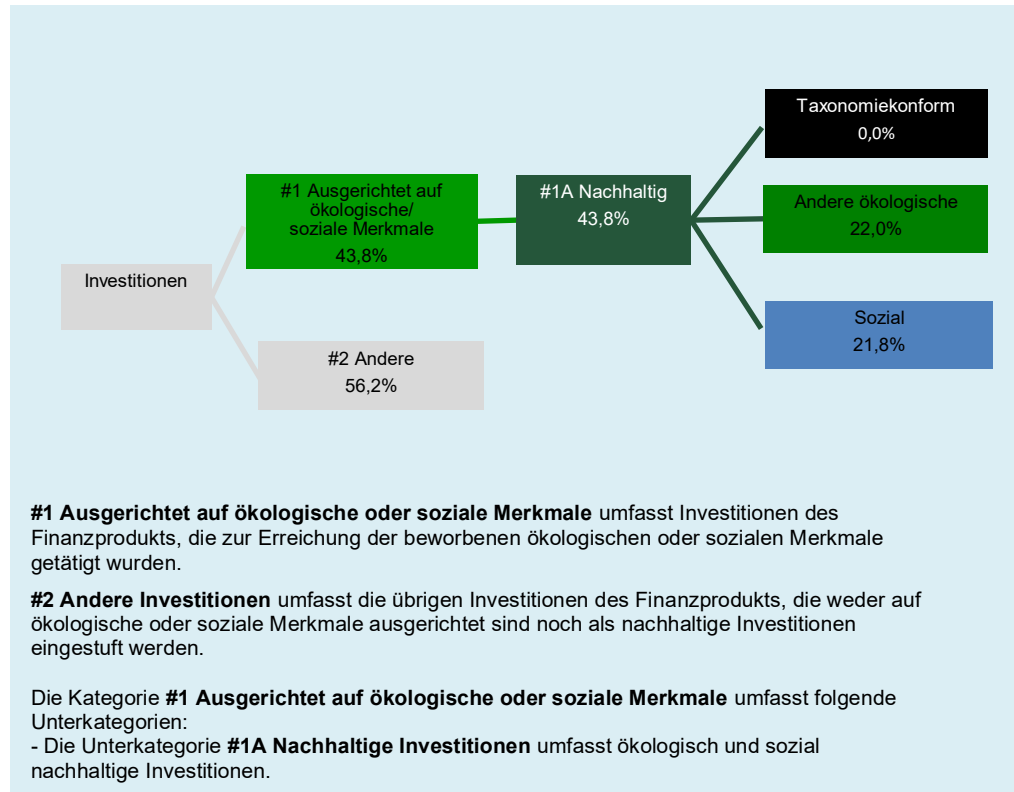 Taxonomiekonform
0,0%
#1 Ausgerichtet auf
ökologische/
soziale Merkmale
43,8%
#1A Nachhaltig
43,8%
Andere ökologische
22,0%
Investitionen
Sozial
21,8%
#2 Andere
56,2%
#1 Ausgerichtet auf ökologische oder soziale Merkmale umfasst Investitionen des
Finanzprodukts, die zur Erreichung der beworbenen ökologischen oder sozialen Merkmale
getätigt wurden.
#2 Andere Investitionen umfasst die übrigen Investitionen des Finanzprodukts, die weder auf
ökologische oder soziale Merkmale ausgerichtet sind noch als nachhaltige Investitionen
eingestuft werden.
Die Kategorie #1 Ausgerichtet auf ökologische oder soziale Merkmale umfasst folgende
Unterkategorien:
- Die Unterkategorie #1A Nachhaltige Investitionen umfasst ökologisch und sozial
nachhaltige Investitionen.